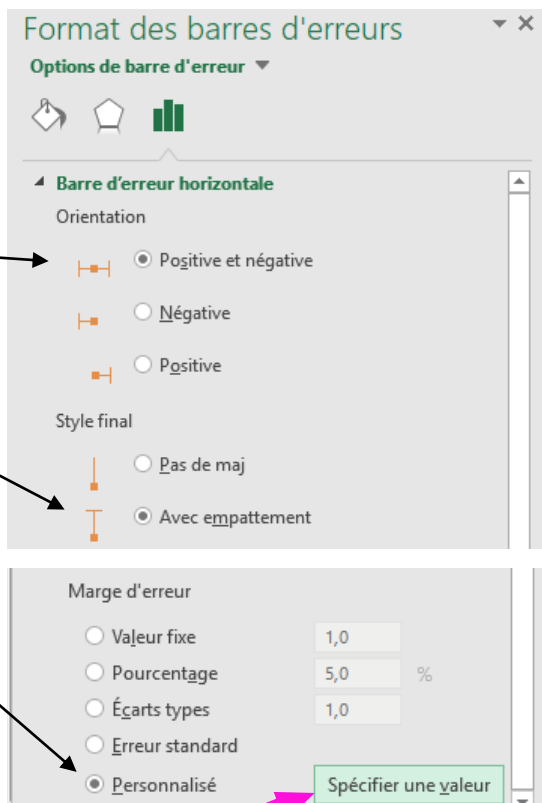 Format des barres d'erreurs
Options de barre d'erreur
Barre d'erreur horizontale
Orientation
Positive et négative
Négative
Positive
Style final
Pas de maj
Avec empattement
Marge d'erreur
Valeur fixe 1,0
Pourcentage 5,0 %
Écarts types 1,0
Erreur standard
Personnalisé Spécifier une valeur